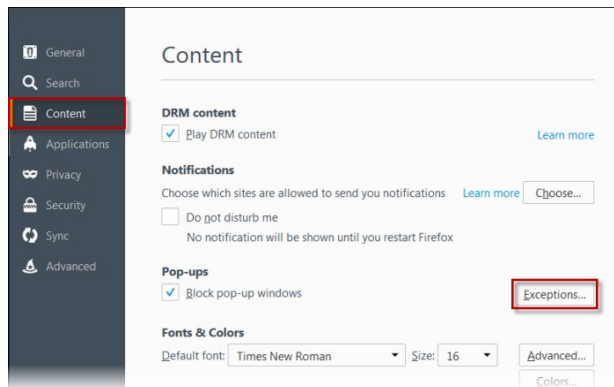 General
Search
Content
Applications
Privacy
Security
Sync
Advanced
Content
DRM content
Play DRM content Learn more
Notifications
Choose which sites are allowed to send you notifications Learn more Choose...
Do not disturb me
No notification will be shown until you restart Firefox
Pop-ups
Block pop-up windows Exceptions...
Fonts & Colors
Default font: Times New Roman Size: 16 Advanced...
Colors...